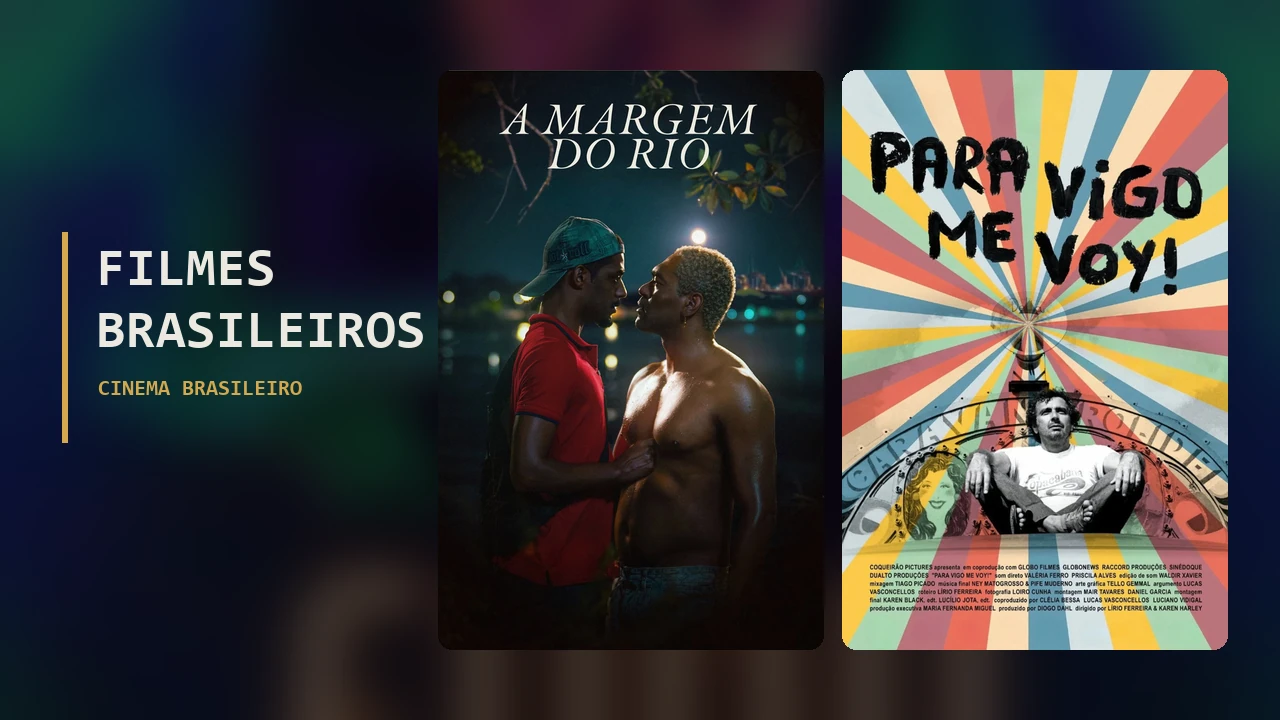 FILMES
BRASILEIROS
CINEMA BRASILEIRO
A MARGEM
DO RIO
PARA VIGO
ME VOY!
COQUEIRÃO PICTURES apresenta em coprodução com GLOBO FILMES GLOBONEWS RACCORD PRODUÇÕES SINÉDOQUE
DUALTO PRODUÇÕES "PARA VIGO ME VOY!" som direto VALÉRIA FERRO PRISCILA ALVES edição de som WALDIR XAVIER
mixagem TIAGO PICADO música final NEY MATOGROSSO & PIFE MUDERNO arte gráfica TELLO GEMMAL argumento LUCAS
VASCONCELLOS roteiro LÍRIO FERREIRA fotografia LOIRO CUNHA montagem MAIR TAVARES DANIEL GARCIA montagem
final KAREN BLACK, edt. LUCÍLIO JOTA, edt. coproduzido por CLÉLIA BESSA LUCAS VASCONCELLOS LUCIANO VIDIGAL
produção executiva MARIA FERNANDA MIGUEL produzido por DIOGO DAHL dirigido por LÍRIO FERREIRA & KAREN HARLEY